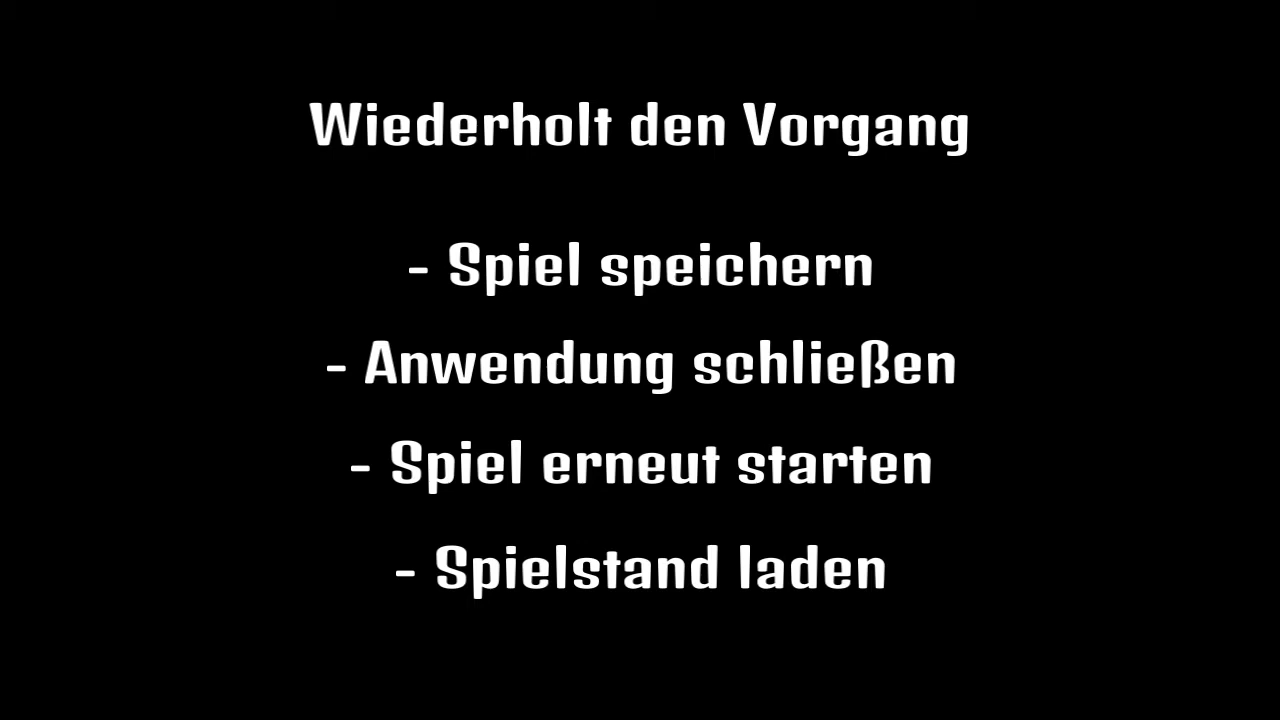 Wiederholt den Vorgang
- Spiel speichern
- Anwendung schließen
- Spiel erneut starten
- Spielstand laden